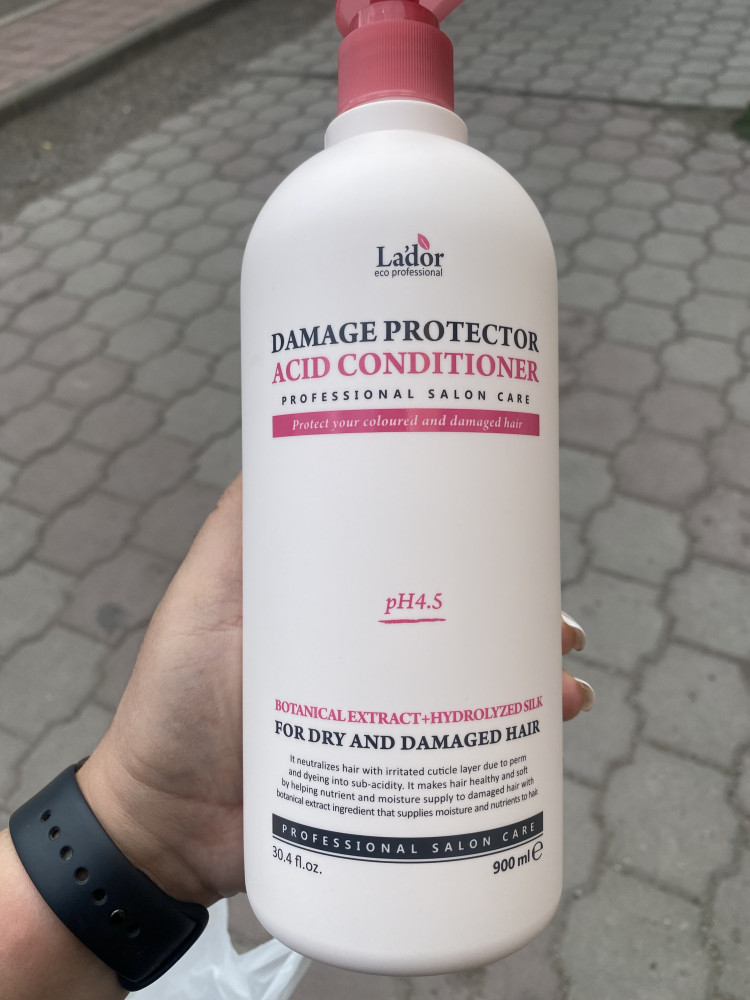 La'dor
eco professional
DAMAGE PROTECTOR
ACID CONDITIONER
PROFESSIONAL SALON CARE
Protect your coloured and damaged hair
pH4.5
BOTANICAL EXTRACT+HYDROLYZED SILK
FOR DRY AND DAMAGED HAIR
It neutralizes hair with irritated cuticle layer due to perm
and dyeing into sub-acidity. It makes hair healthy and soft
by helping nutrient and moisture supply to damaged hair with
botanical extract ingredient that supplies moisture and nutrients to hair
PROFESSIONAL SALON CARE
30.4 fl.oz.
900 ml ℮